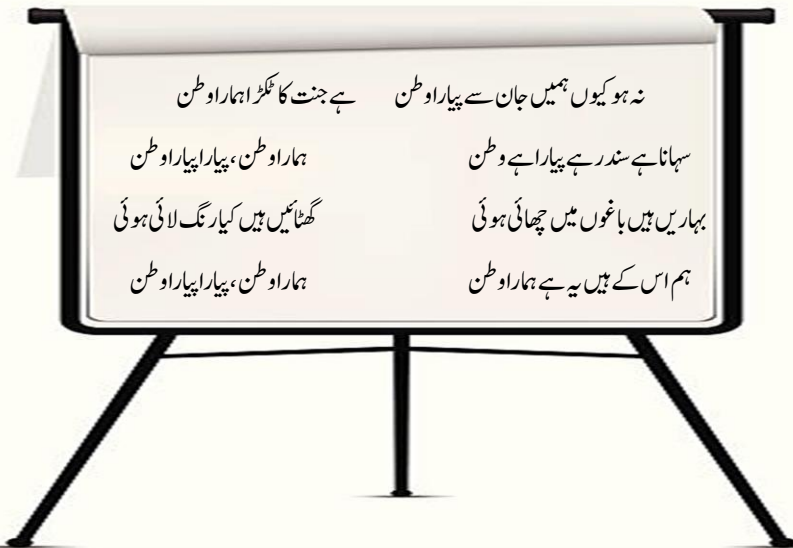 نہ ہو کیوں ہمیں جان سے پیارا وطن ہے جنت کا ٹکڑا ہمارا وطن
سہانا ہے سندر ہے پیارا ہے وطن ہمارا وطن، پیارا پیارا وطن
بہاریں ہیں باغوں میں چھائی ہوئی گھٹائیں ہیں کیا رنگ لائی ہوئی
ہم اس کے ہیں یہ ہے ہمارا وطن ہمارا وطن، پیارا پیارا وطن